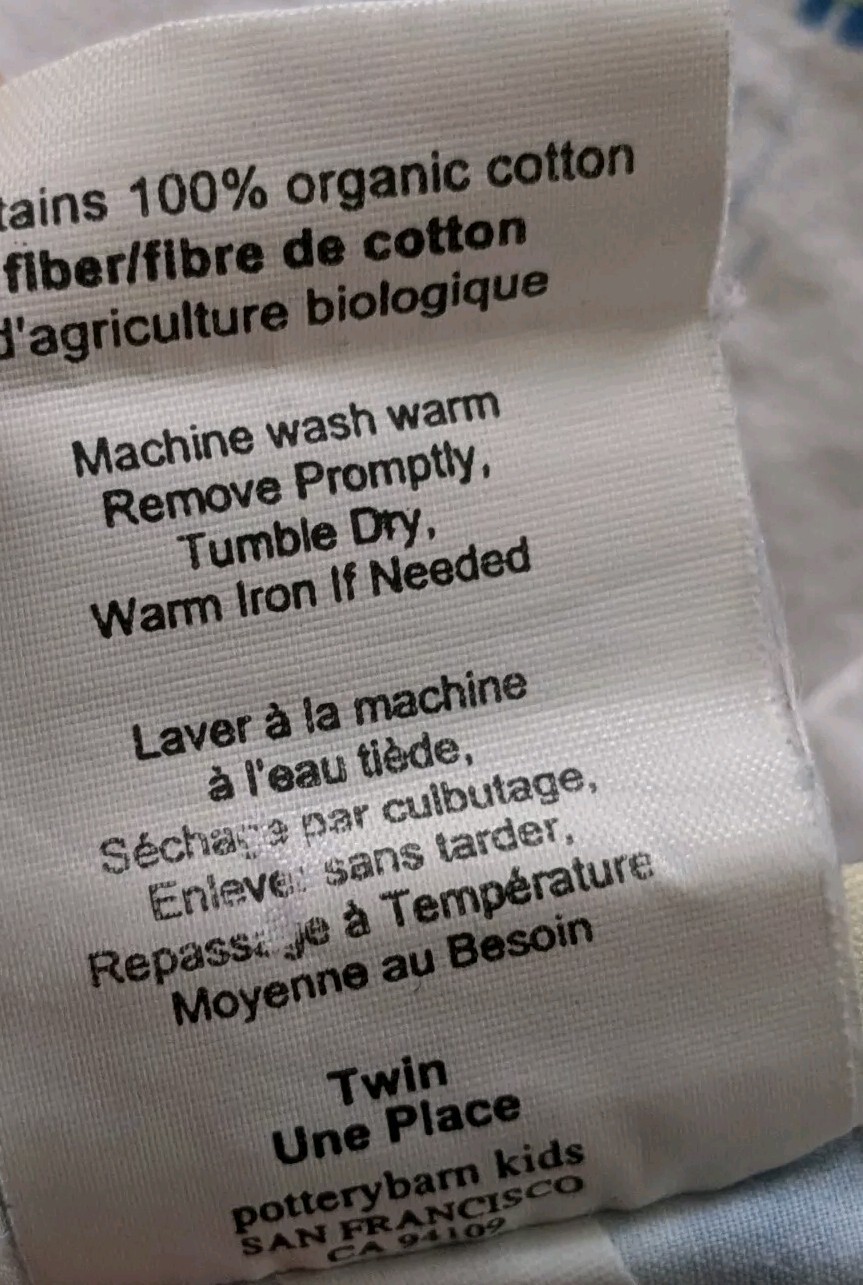 tains 100% organic cotton
fiber/fibre de cotton
d'agriculture biologique
Machine wash warm
Remove Promptly,
Tumble Dry,
Warm Iron If Needed
Laver à la machine
à l'eau tiède,
Séchage par culbutage,
Enlever sans tarder,
Repassage à Température
Moyenne au Besoin
Twin
Une Place
potterybarn kids
SAN FRANCISCO
CA 94109